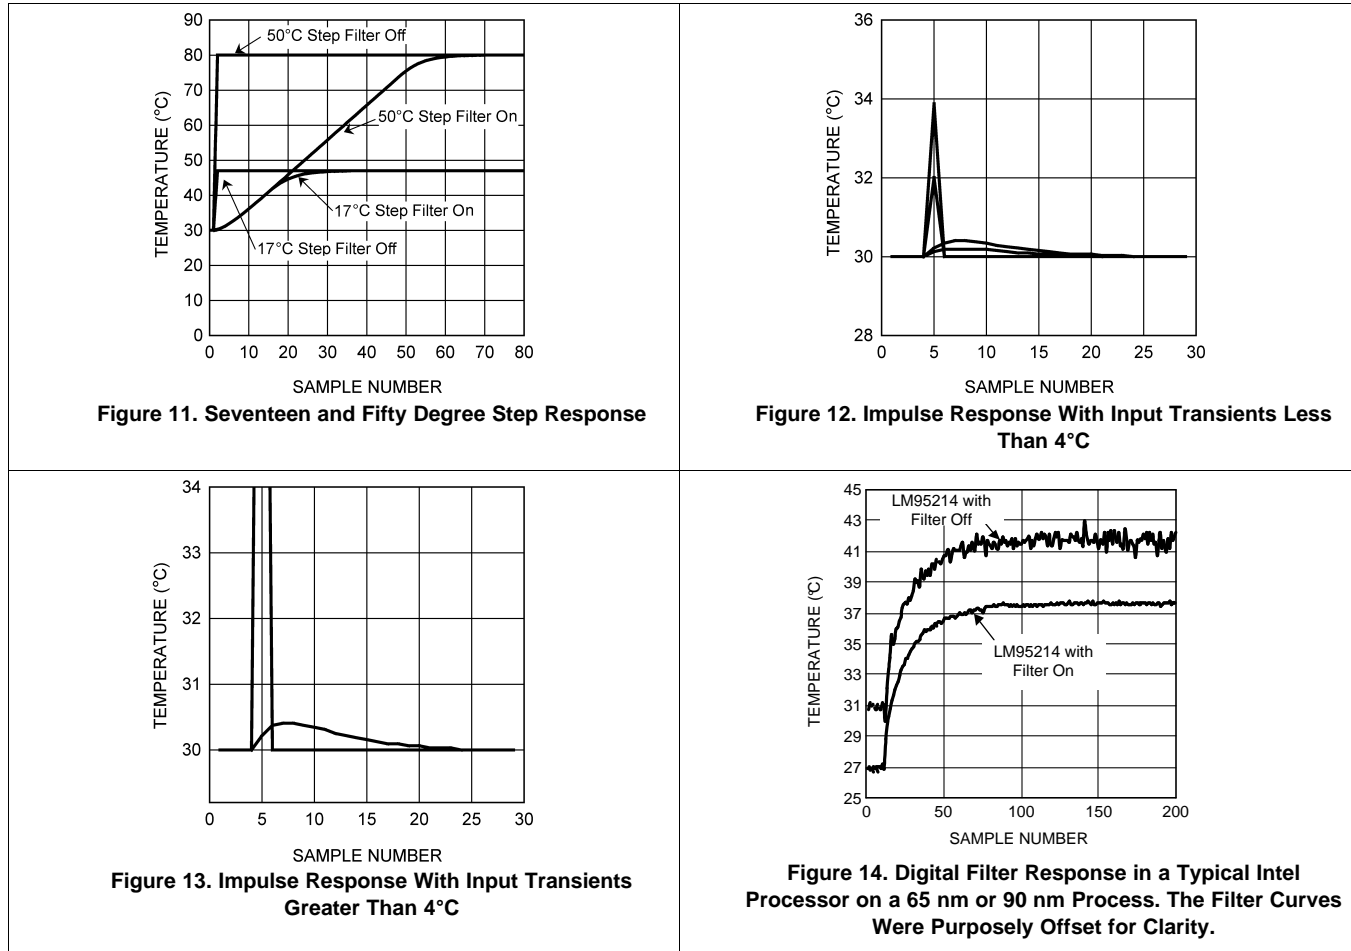 90
80
70
60
50
40
30
20
10
0
TEMPERATURE (°C)
50°C Step Filter Off
50°C Step Filter On
17°C Step Filter On
17°C Step Filter Off
0 10 20 30 40 50 60 70 80
SAMPLE NUMBER
Figure 11. Seventeen and Fifty Degree Step Response
36
34
32
30
28
TEMPERATURE (°C)
0 5 10 15 20 25 30
SAMPLE NUMBER
Figure 12. Impulse Response With Input Transients Less
Than 4°C
34
33
32
31
30
TEMPERATURE (°C)
0 5 10 15 20 25 30
SAMPLE NUMBER
Figure 13. Impulse Response With Input Transients
Greater Than 4°C
45
43
41
39
37
35
33
31
29
27
25
TEMPERATURE (°C)
LM95214 with
Filter Off
LM95214 with
Filter On
0 50 100 150 200
SAMPLE NUMBER
Figure 14. Digital Filter Response in a Typical Intel
Processor on a 65 nm or 90 nm Process. The Filter Curves
Were Purposely Offset for Clarity.